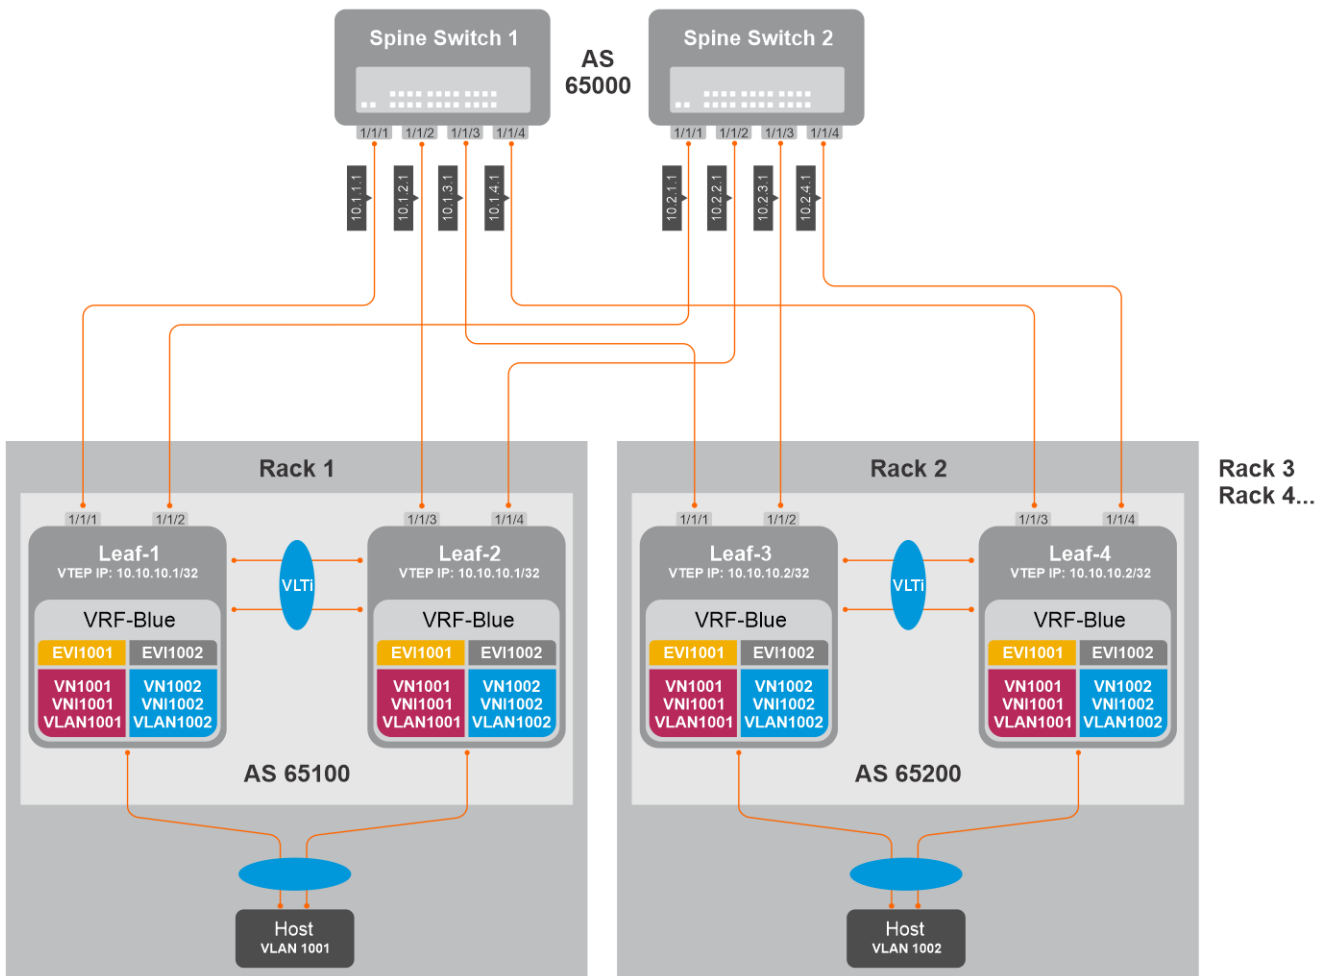 Spine Switch 1
Spine Switch 2
AS
65000
1/1/1
1/1/2
1/1/3
1/1/4
1/1/1
1/1/2
1/1/3
1/1/4
10.1.1.1
10.1.2.1
10.1.3.1
10.1.4.1
10.2.1.1
10.2.2.1
10.2.3.1
10.2.4.1
Rack 1
Rack 2
Rack 3
Rack 4...
1/1/1
1/1/2
1/1/3
1/1/4
1/1/1
1/1/2
1/1/3
1/1/4
Leaf-1
VTEP IP: 10.10.10.1/32
VRF-Blue
EVI1001
EVI1002
VN1001
VNI1001
VLAN1001
VN1002
VNI1002
VLAN1002
VLTi
Leaf-2
VTEP IP: 10.10.10.1/32
VRF-Blue
EVI1001
EVI1002
VN1001
VNI1001
VLAN1001
VN1002
VNI1002
VLAN1002
Leaf-3
VTEP IP: 10.10.10.2/32
VRF-Blue
EVI1001
EVI1002
VN1001
VNI1001
VLAN1001
VN1002
VNI1002
VLAN1002
VLTi
Leaf-4
VTEP IP: 10.10.10.2/32
VRF-Blue
EVI1001
EVI1002
VN1001
VNI1001
VLAN1001
VN1002
VNI1002
VLAN1002
AS 65100
AS 65200
Host
VLAN 1001
Host
VLAN 1002